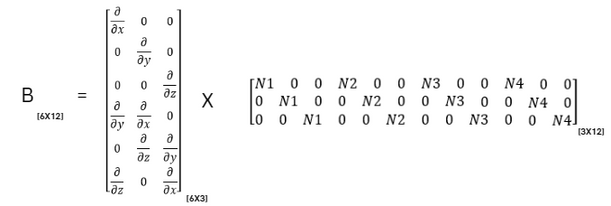 ∂/∂x 0 0
0 ∂/∂y 0
0 0 ∂/∂z
∂/∂y ∂/∂x 0
0 ∂/∂z ∂/∂y
∂/∂z 0 ∂/∂x
[6X3]
B [6X12] = X
N1 0 0 N2 0 0 N3 0 0 N4 0 0
0 N1 0 0 N2 0 0 N3 0 0 N4 0
0 0 N1 0 0 N2 0 0 N3 0 0 N4
[3X12]